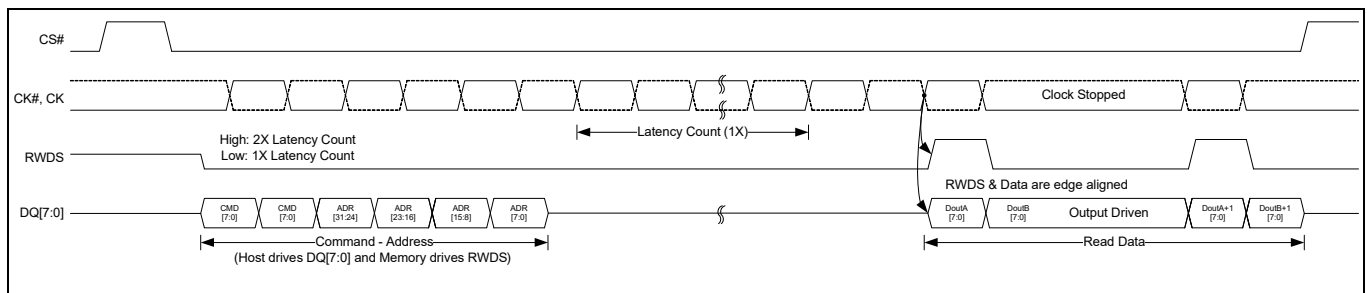 CS#
CK#, CK
Clock Stopped
Latency Count (1X)
High: 2X Latency Count
Low: 1X Latency Count
RWDS
RWDS & Data are edge aligned
DQ[7:0]
CMD [7:0]
CMD [7:0]
ADR [31:24]
ADR [23:16]
ADR [15:8]
ADR [7:0]
DoutA [7:0]
DoutB [7:0]
Output Driven
DoutA+1 [7:0]
DoutB+1 [7:0]
Command - Address
(Host drives DQ[7:0] and Memory drives RWDS)
Read Data